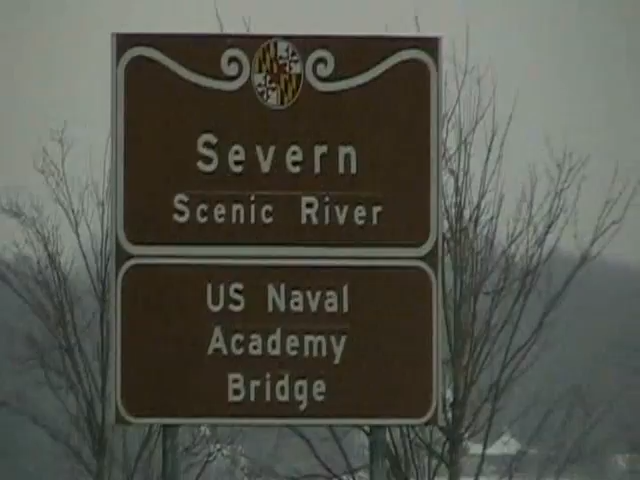 Severn
Scenic River
US Naval
Academy
Bridge